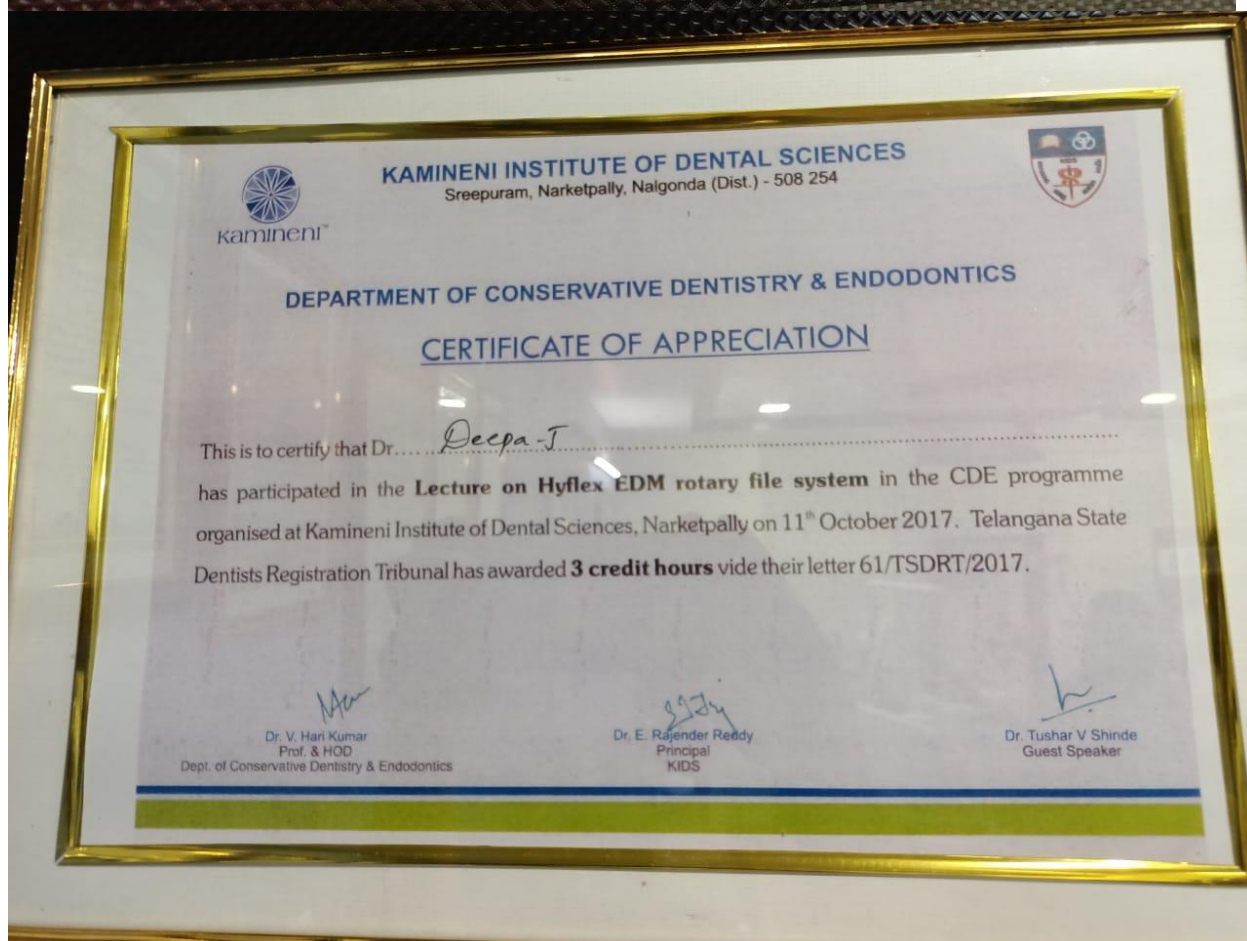 KAMINENI INSTITUTE OF DENTAL SCIENCES
Sreepuram, Narketpally, Nalgonda (Dist.) - 508 254
Kamineni™
KIDS
DEPARTMENT OF CONSERVATIVE DENTISTRY & ENDODONTICS
CERTIFICATE OF APPRECIATION
This is to certify that Dr...... Deepa-J ......
has participated in the Lecture on Hyflex EDM rotary file system in the CDE programme
organised at Kamineni Institute of Dental Sciences, Narketpally on 11th October 2017. Telangana State
Dentists Registration Tribunal has awarded 3 credit hours vide their letter 61/TSDRT/2017.
Dr. V. Hari Kumar
Prof. & HOD
Dept. of Conservative Dentistry & Endodontics
Dr. E. Rajender Reddy
Principal
KIDS
Dr. Tushar V Shinde
Guest Speaker